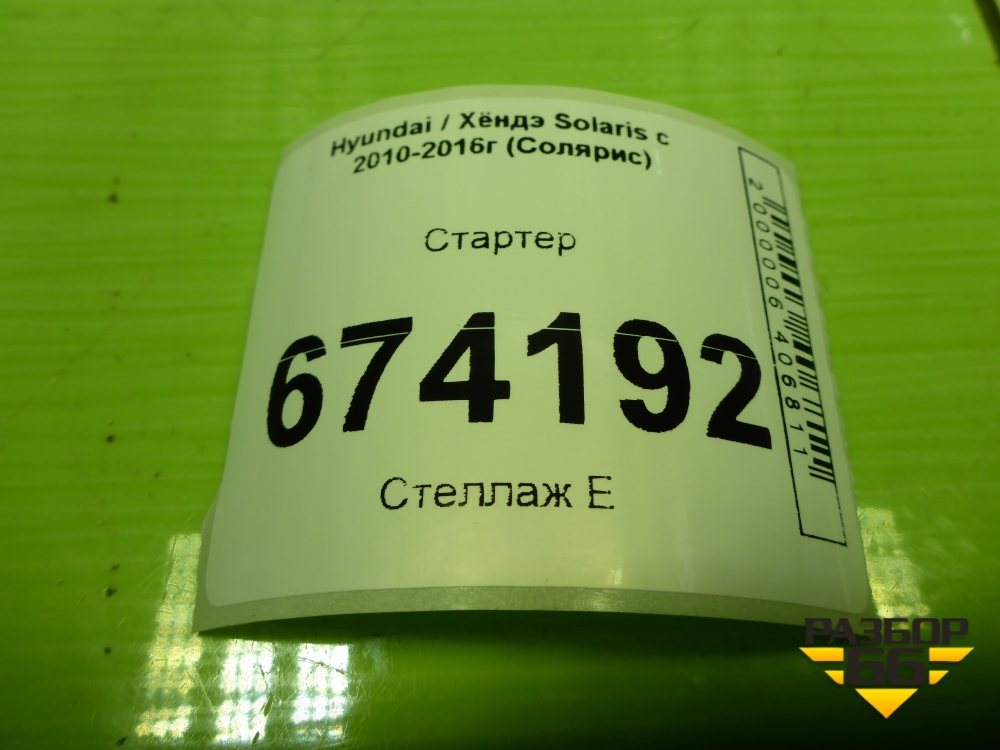 Hyundai / Хёндэ Solaris с
2010-2016г (Солярис)
Стартер
674192
Стеллаж Е
2000006406811
РАЗБОР
66